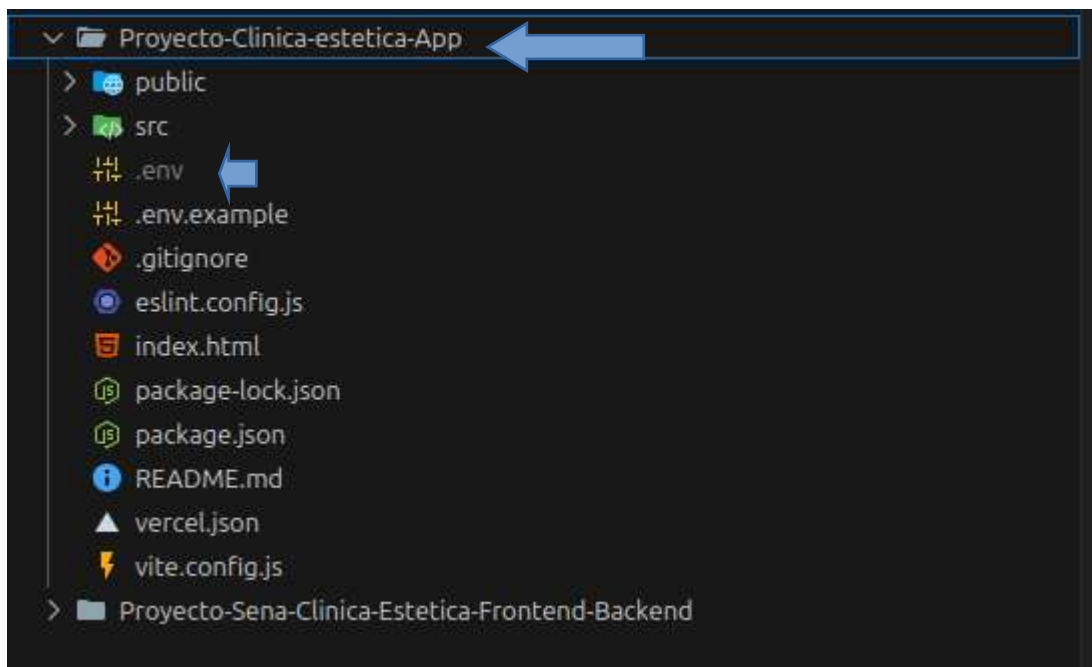 Proyecto-Clinica-estetica-App
public
src
.env
.env.example
.gitignore
eslint.config.js
index.html
package-lock.json
package.json
README.md
vercel.json
vite.config.js
Proyecto-Sena-Clinica-Estetica-Frontend-Backend